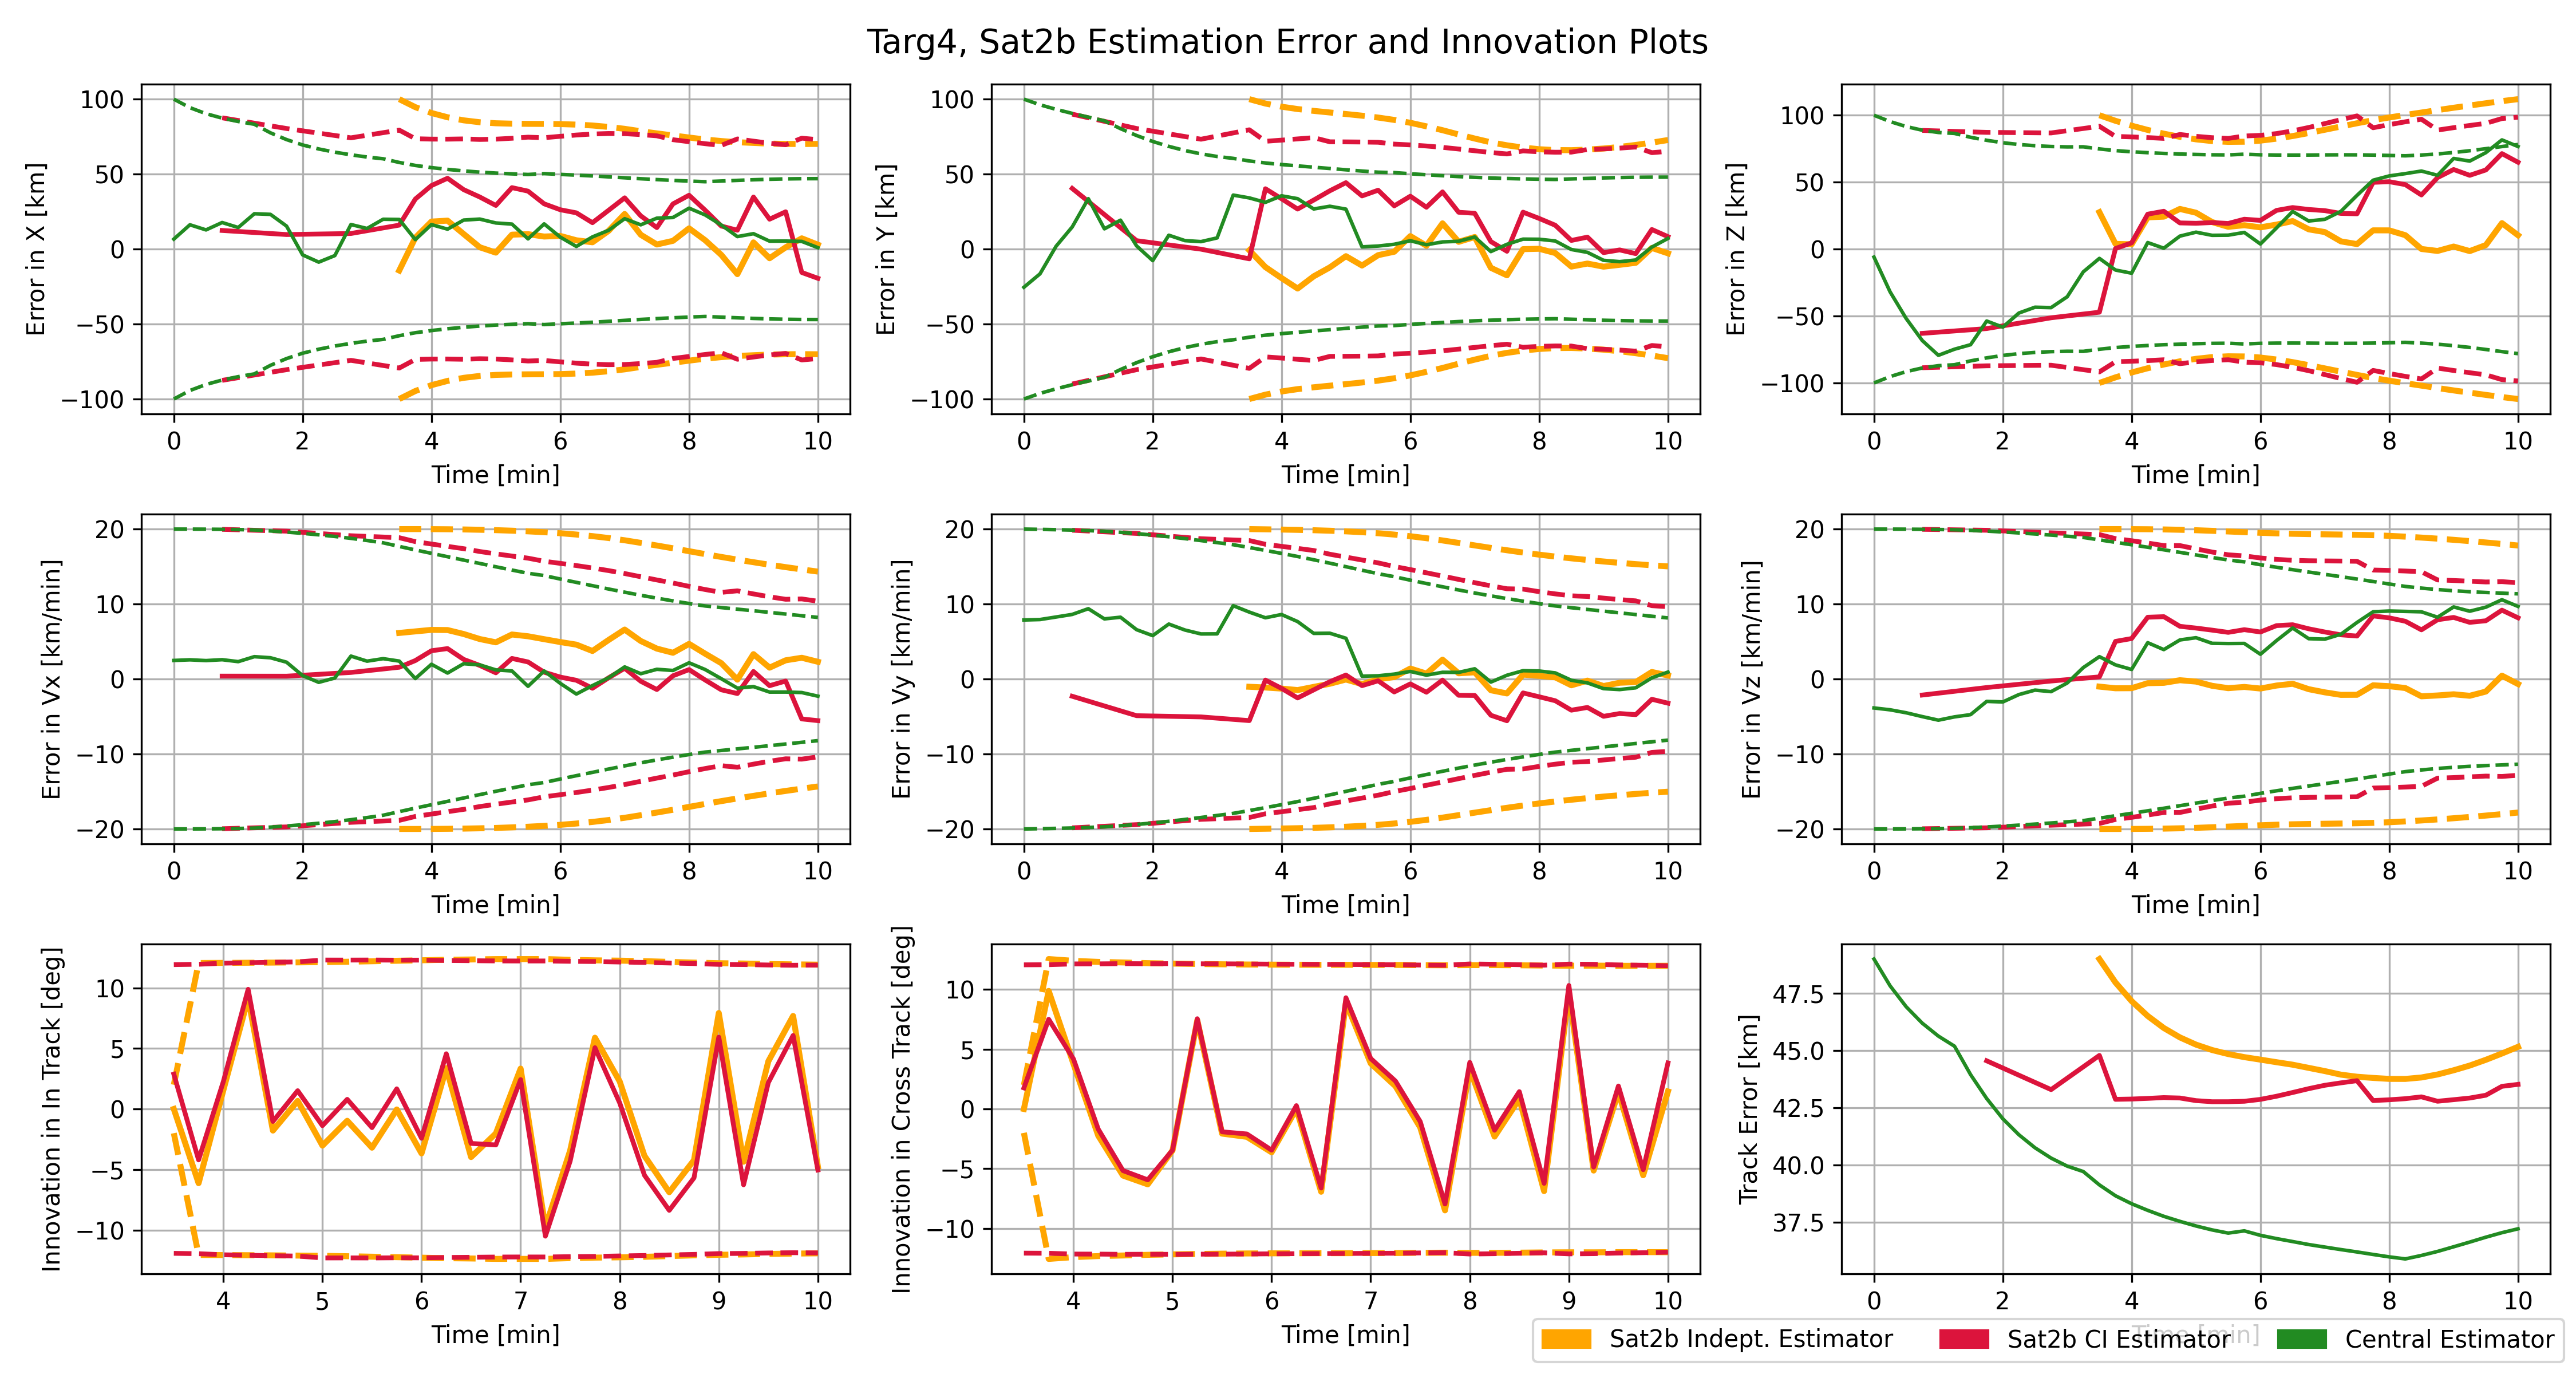 Targ4, Sat2b Estimation Error and Innovation Plots
Error in X [km]
100
50
0
−50
−100
0 2 4 6 8 10
Time [min]
Error in Y [km]
100
50
0
−50
−100
0 2 4 6 8 10
Time [min]
Error in Z [km]
100
50
0
−50
−100
0 2 4 6 8 10
Time [min]
Error in Vx [km/min]
20
10
0
−10
−20
0 2 4 6 8 10
Time [min]
Error in Vy [km/min]
20
10
0
−10
−20
0 2 4 6 8 10
Time [min]
Error in Vz [km/min]
20
10
0
−10
−20
0 2 4 6 8 10
Time [min]
Innovation in In Track [deg]
10
5
0
−5
−10
4 5 6 7 8 9 10
Time [min]
Innovation in Cross Track [deg]
10
5
0
−5
−10
4 5 6 7 8 9 10
Time [min]
Track Error [km]
47.5
45.0
42.5
40.0
37.5
0 2 4 6 8 10
Time [min]
Sat2b Indept. Estimator Sat2b CI Estimator Central Estimator